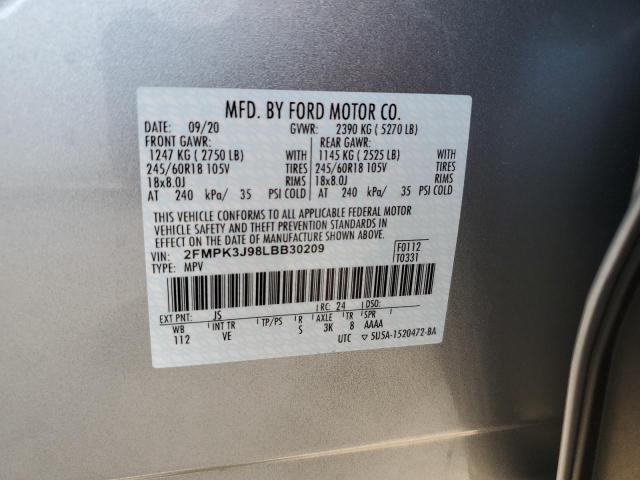 MFD. BY FORD MOTOR CO.
DATE: 09/20 GVWR: 2390 KG ( 5270 LB)
FRONT GAWR: REAR GAWR:
1247 KG ( 2750 LB) WITH 1145 KG ( 2525 LB) WITH
245/60R18 105V TIRES 245/60R18 105V TIRES
18x8.0J RIMS 18x8.0J RIMS
AT 240 kPa/ 35 PSI COLD AT 240 kPa/ 35 PSI COLD
THIS VEHICLE CONFORMS TO ALL APPLICABLE FEDERAL MOTOR
VEHICLE SAFETY AND THEFT PREVENTION STANDARDS IN
EFFECT ON THE DATE OF MANUFACTURE SHOWN ABOVE.
VIN: 2FMPK3J98LBB30209 F0112
TYPE: MPV T0331
EXT PNT: JS RC: 24 DSO:
WB INT TR TP/PS R AXLE TR SPR
112 VE S 3K 8 AAAA
UTC ▽ 5U5A-1520472-BA